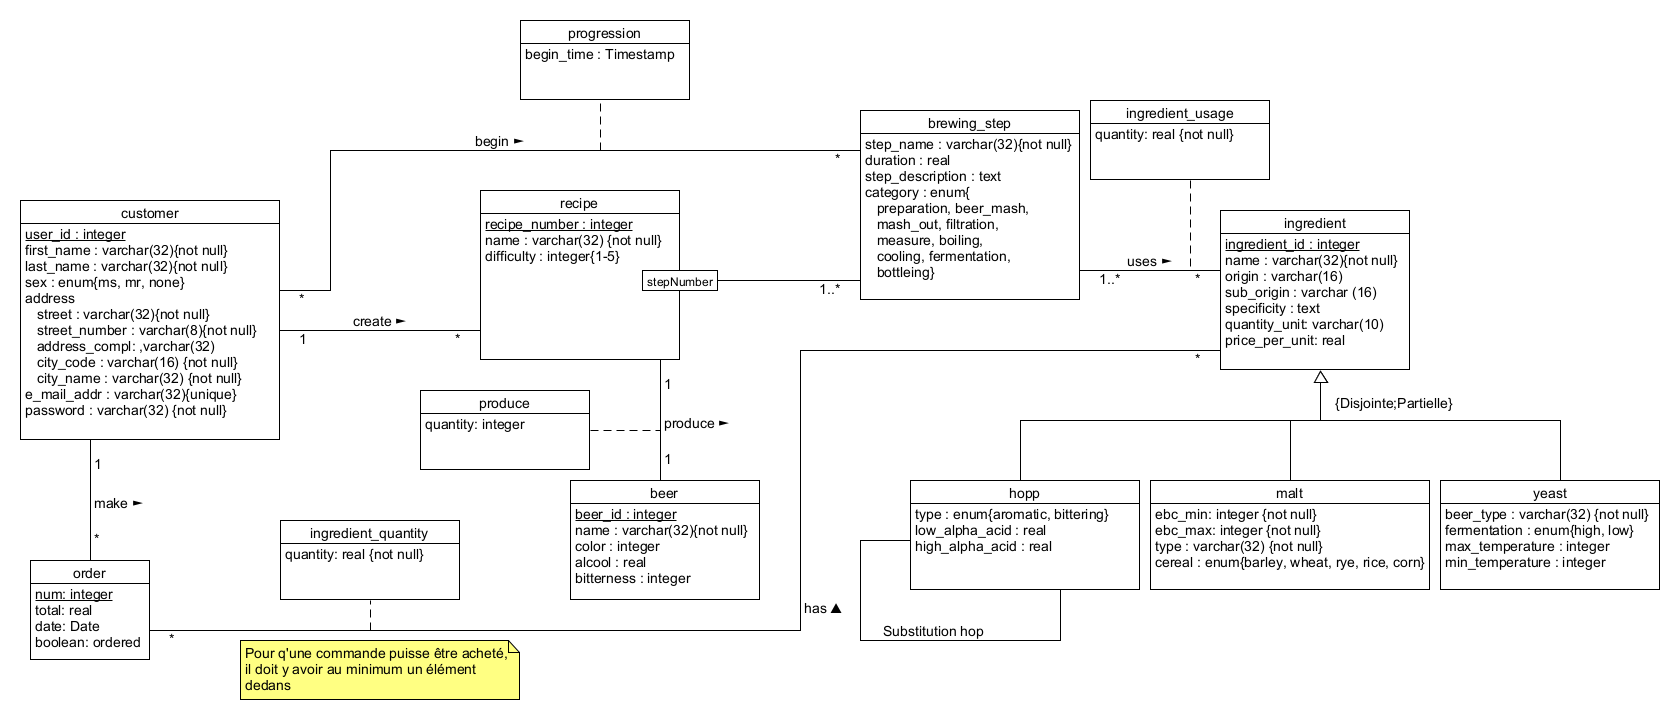 progression
begin_time : Timestamp
begin ►
*
*
brewing_step
step_name : varchar(32){not null}
duration : real
step_description : text
category : enum{
preparation, beer_mash,
mash_out, filtration,
measure, boiling,
cooling, fermentation,
bottleing}
ingredient_usage
quantity: real {not null}
customer
user_id : integer
first_name : varchar(32){not null}
last_name : varchar(32){not null}
sex : enum{ms, mr, none}
address
street : varchar(32){not null}
street_number : varchar(8){not null}
address_compl: ,varchar(32)
city_code : varchar(16) {not null}
city_name : varchar(32) {not null}
e_mail_addr : varchar(32){unique}
password : varchar(32) {not null}
recipe
recipe_number : integer
name : varchar(32) {not null}
difficulty : integer{1-5}
stepNumber
1..*
create ►
1
*
uses ►
1..*
*
ingredient
ingredient_id : integer
name : varchar(32){not null}
origin : varchar(16)
sub_origin : varchar (16)
specificity : text
quantity_unit: varchar(10)
price_per_unit: real
*
{Disjointe;Partielle}
produce
quantity: integer
1
produce ►
1
1
make ►
*
beer
beer_id : integer
name : varchar(32){not null}
color : integer
alcool : real
bitterness : integer
hopp
type : enum{aromatic, bittering}
low_alpha_acid : real
high_alpha_acid : real
malt
ebc_min: integer {not null}
ebc_max: integer {not null}
type : varchar(32) {not null}
cereal : enum{barley, wheat, rye, rice, corn}
yeast
beer_type : varchar(32) {not null}
fermentation : enum{high, low}
max_temperature : integer
min_temperature : integer
ingredient_quantity
quantity: real {not null}
order
num: integer
total: real
date: Date
boolean: ordered
*
has ▲
Substitution hop
Pour q'une commande puisse être acheté,
il doit y avoir au minimum un élément
dedans